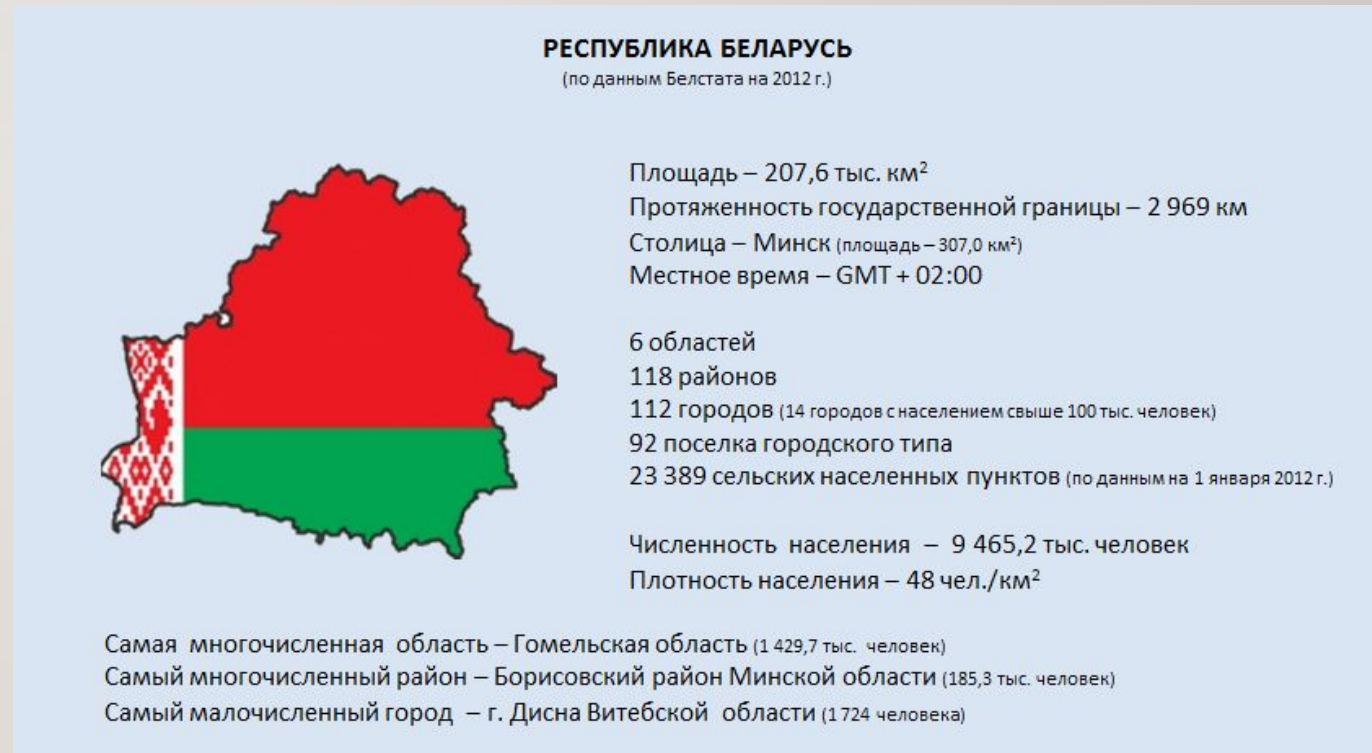 РЕСПУБЛИКА БЕЛАРУСЬ
(по данным Белстата на 2012 г.)
Площадь – 207,6 тыс. км²
Протяженность государственной границы – 2 969 км
Столица – Минск (площадь – 307,0 км²)
Местное время – GMT + 02:00
6 областей
118 районов
112 городов (14 городов с населением свыше 100 тыс. человек)
92 поселка городского типа
23 389 сельских населенных пунктов (по данным на 1 января 2012 г.)
Численность населения – 9 465,2 тыс. человек
Плотность населения – 48 чел./км²
Самая многочисленная область – Гомельская область (1 429,7 тыс. человек)
Самый многочисленный район – Борисовский район Минской области (185,3 тыс. человек)
Самый малочисленный город – г. Дисна Витебской области (1 724 человека)